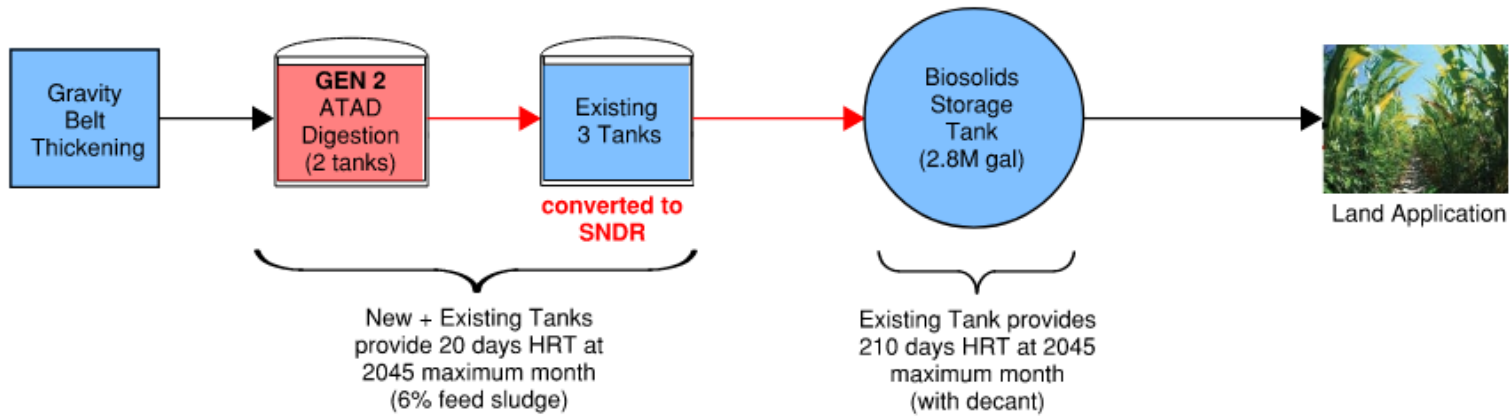 Gravity
Belt
Thickening
GEN 2
ATAD
Digestion
(2 tanks)
Existing
3 Tanks
converted to
SNDR
Biosolids
Storage
Tank
(2.8M gal)
Land Application
New + Existing Tanks
provide 20 days HRT at
2045 maximum month
(6% feed sludge)
Existing Tank provides
210 days HRT at 2045
maximum month
(with decant)